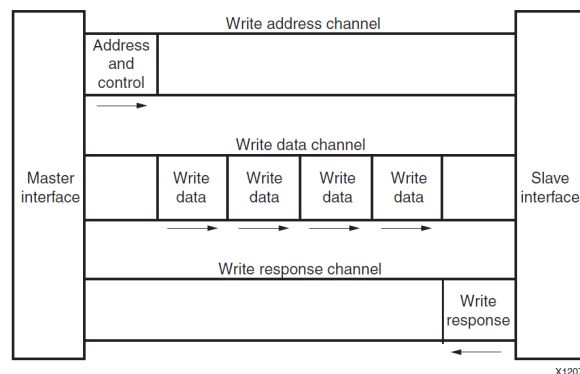 Write address channel
Address
and
control
Write data channel
Master
interface
Write
data
Write
data
Write
data
Write
data
Slave
interface
Write response channel
Write
response
X1207